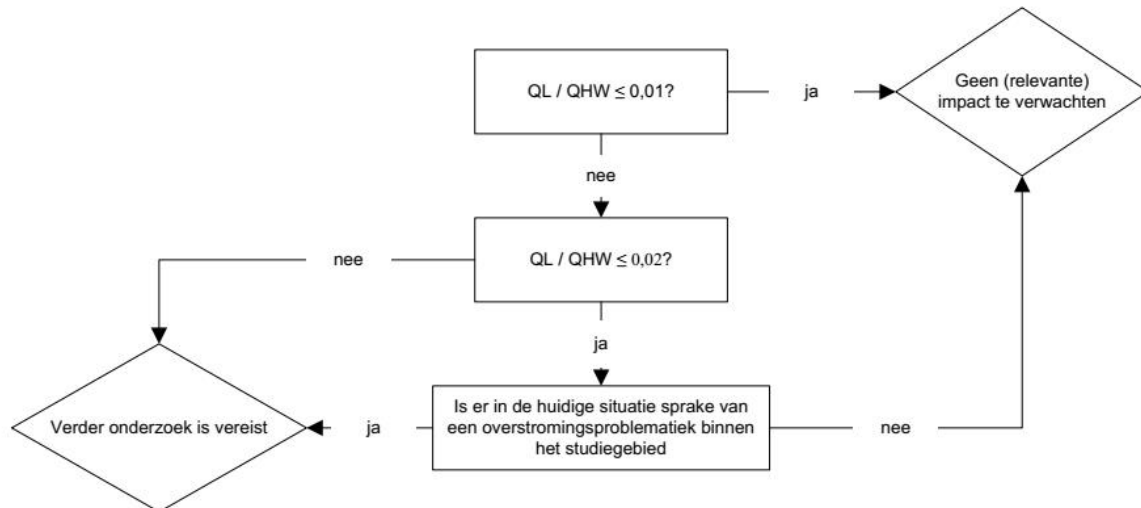 QL / QHW ≤ 0,01?
ja
Geen (relevante)
impact te verwachten
nee
QL / QHW ≤ 0,02?
nee
ja
Is er in de huidige situatie sprake van
een overstromingsproblematiek binnen
het studiegebied
ja
Verder onderzoek is vereist
nee